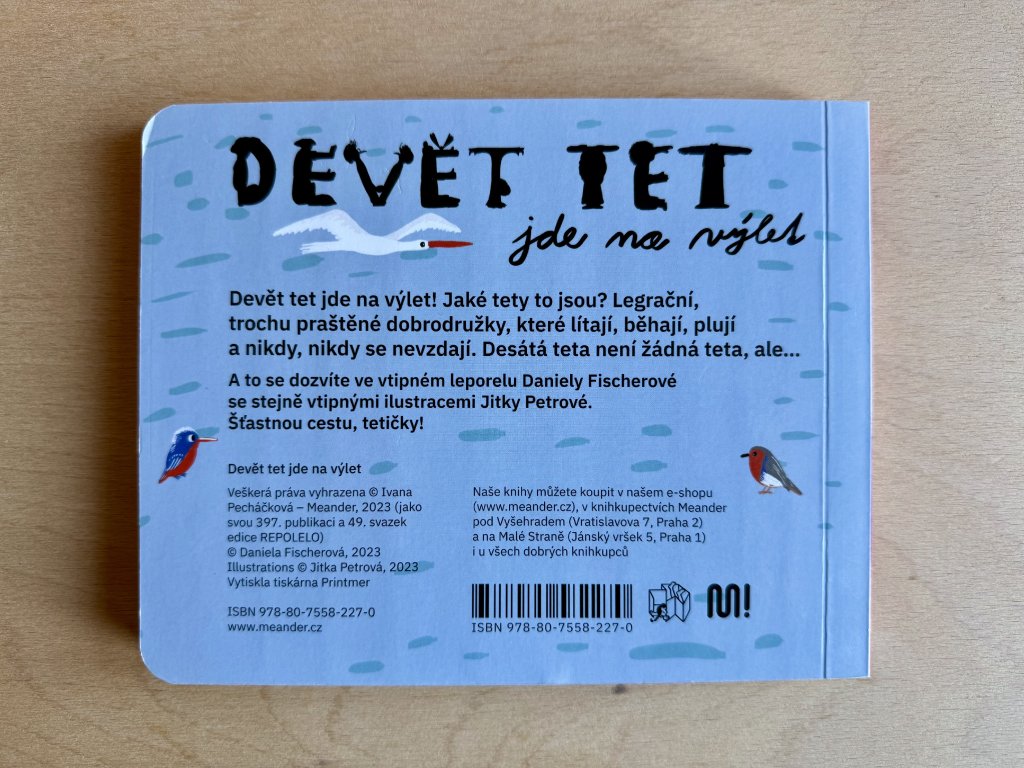 DEVĚT TET
jde na výlet
Devět tet jde na výlet! Jaké tety to jsou? Legrační,
trochu praštěné dobrodružky, které lítají, běhají, plují
a nikdy, nikdy se nevzdají. Desátá teta není žádná teta, ale...
A to se dozvíte ve vtipném leporelu Daniely Fischerové
se stejně vtipnými ilustracemi Jitky Petrové.
Šťastnou cestu, tetičky!
Devět tet jde na výlet
Veškerá práva vyhrazena © Ivana
Pecháčková – Meander, 2023 (jako
svou 397. publikaci a 49. svazek
edice REPOLELO)
© Daniela Fischerová, 2023
Illustrations © Jitka Petrová, 2023
Vytiskla tiskárna Printmer
ISBN 978-80-7558-227-0
www.meander.cz
Naše knihy můžete koupit v našem e-shopu
(www.meander.cz), v knihkupectvích Meander
pod Vyšehradem (Vratislavova 7, Praha 2)
a na Malé Straně (Jánský vršek 5, Praha 1)
i u všech dobrých knihkupců
ISBN 978-80-7558-227-0
M!